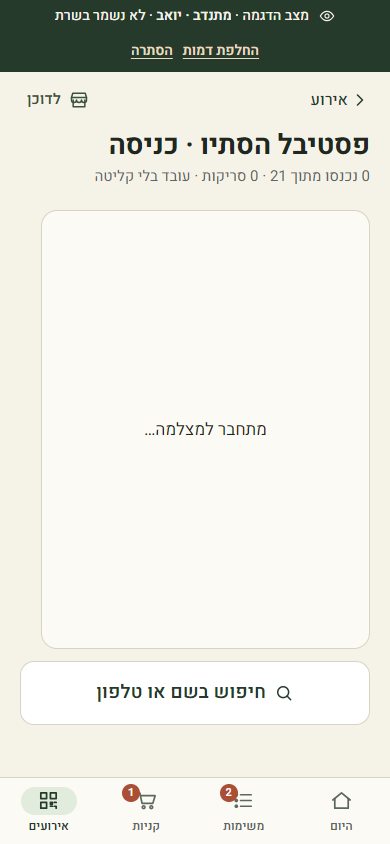 מצב הדגמה · מתנדב · יואב · לא נשמר בשרת
החלפת דמות הסתרה
אירוע
לדוכן
פסטיבל הסתיו · כניסה
0 נכנסו מתוך 21 · 0 סריקות · עובד בלי קליטה
מתחבר למצלמה...
חיפוש בשם או טלפון
היום
2
משימות
1
קניות
אירועים